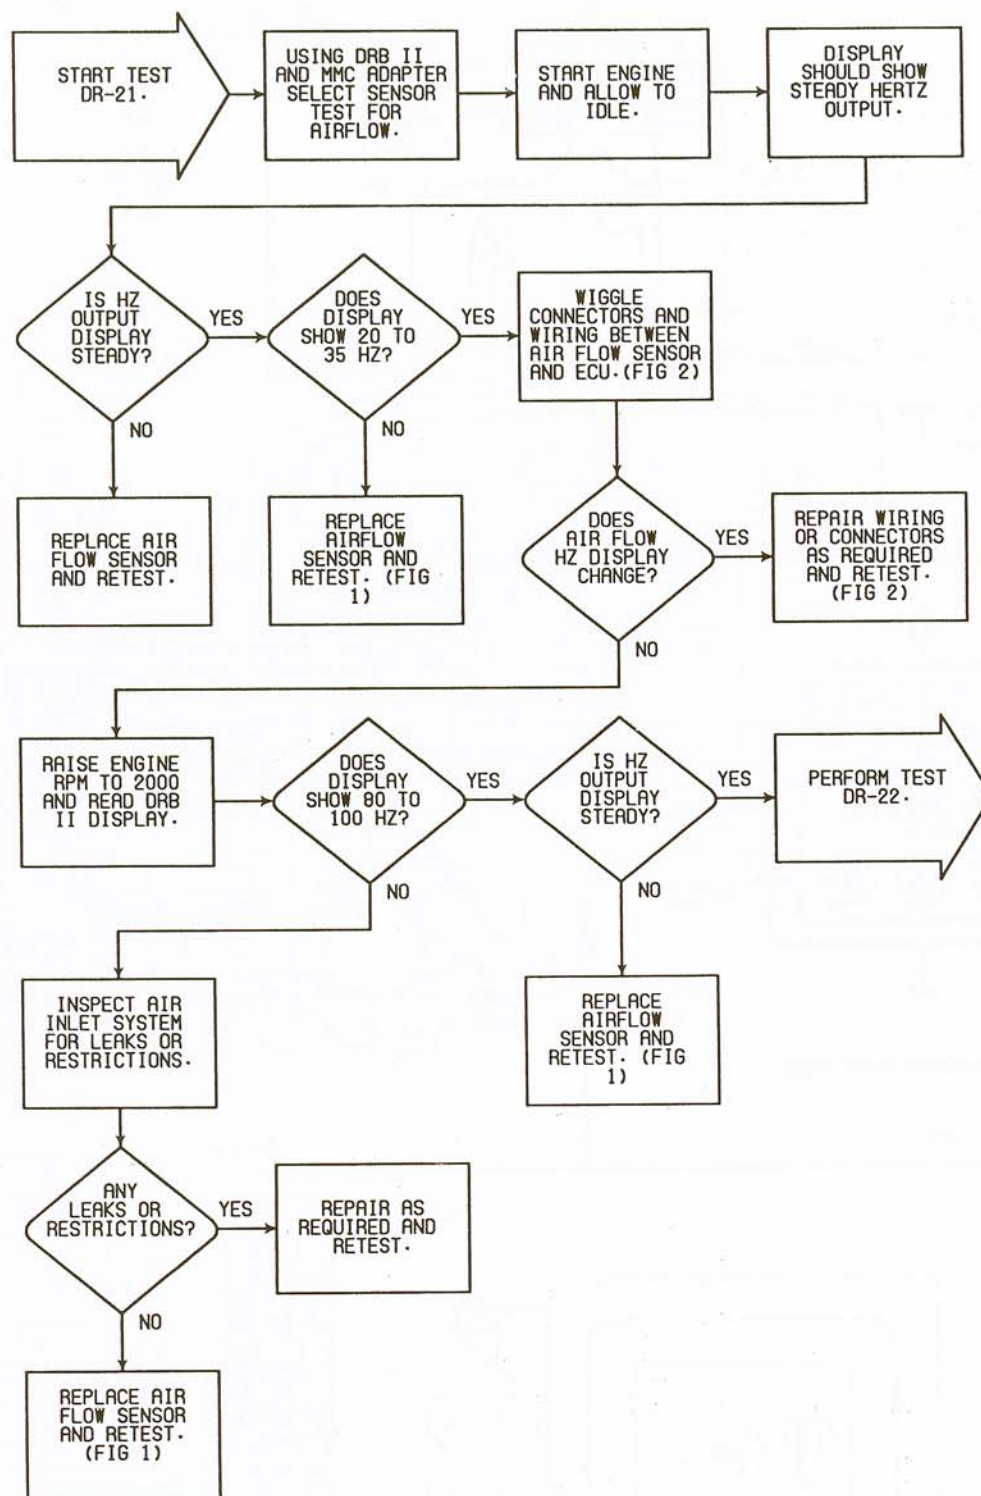 START TEST
DR-21.
USING DRB II
AND MMC ADAPTER
SELECT SENSOR
TEST FOR
AIRFLOW.
START ENGINE
AND ALLOW TO
IDLE.
DISPLAY
SHOULD SHOW
STEADY HERTZ
OUTPUT.
IS HZ
OUTPUT
DISPLAY
STEADY?
YES
NO
DOES
DISPLAY
SHOW 20 TO
35 HZ?
YES
NO
WIGGLE
CONNECTORS AND
WIRING BETWEEN
AIR FLOW SENSOR
AND ECU.(FIG 2)
REPLACE AIR
FLOW SENSOR
AND RETEST.
REPLACE
AIRFLOW
SENSOR AND
RETEST. (FIG
1)
DOES
AIR FLOW
HZ DISPLAY
CHANGE?
YES
NO
REPAIR WIRING
OR CONNECTORS
AS REQUIRED
AND RETEST.
(FIG 2)
RAISE ENGINE
RPM TO 2000
AND READ DRB
II DISPLAY.
DOES
DISPLAY
SHOW 80 TO
100 HZ?
YES
NO
IS HZ
OUTPUT
DISPLAY
STEADY?
YES
NO
PERFORM TEST
DR-22.
INSPECT AIR
INLET SYSTEM
FOR LEAKS OR
RESTRICTIONS.
REPLACE
AIRFLOW
SENSOR AND
RETEST. (FIG
1)
ANY
LEAKS OR
RESTRICTIONS?
YES
NO
REPAIR AS
REQUIRED AND
RETEST.
REPLACE AIR
FLOW SENSOR
AND RETEST.
(FIG 1)